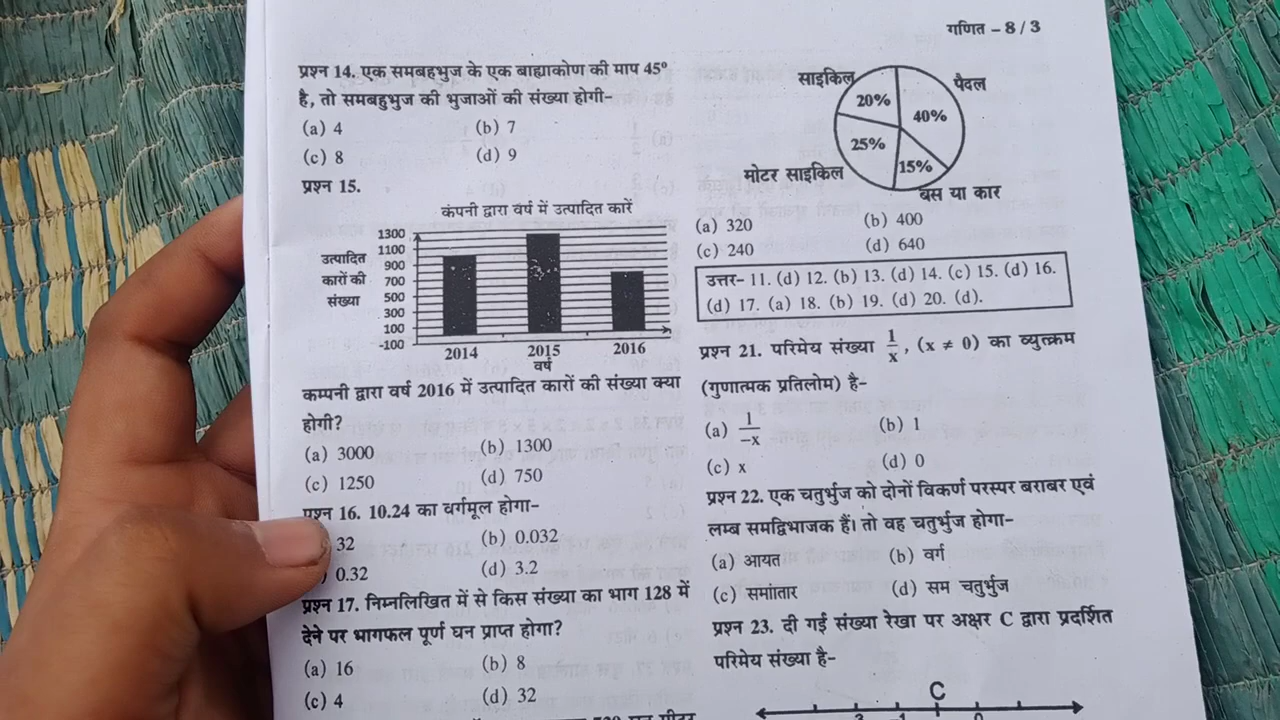 गणित – 8 / 3
प्रश्न 14. एक समबहभुज के एक बाह्याकोण की माप 45°
है, तो समबहुभुज की भुजाओं की संख्या होगी–
(a) 4
(b) 7
(c) 8
(d) 9
प्रश्न 15.
कंपनी द्वारा वर्ष में उत्पादित कारें
उत्पादित
कारों की
संख्या
1300
1100
900
700
500
300
100
-100
2014
2015
2016
वर्ष
कम्पनी द्वारा वर्ष 2016 में उत्पादित कारों की संख्या क्या
होगी?
(a) 3000
(b) 1300
(c) 1250
(d) 750
प्रश्न 16. 10.24 का वर्गमूल होगा–
32
(b) 0.032
) 0.32
(d) 3.2
प्रश्न 17. निम्नलिखित में से किस संख्या का भाग 128 में
देने पर भागफल पूर्ण घन प्राप्त होगा?
(a) 16
(b) 8
(c) 4
(d) 32
साइकिल
पैदल
20%
40%
25%
15%
मोटर साइकिल
बस या कार
(a) 320
(b) 400
(c) 240
(d) 640
उत्तर– 11. (d) 12. (b) 13. (d) 14. (c) 15. (d) 16.
(d) 17. (a) 18. (b) 19. (d) 20. (d).
प्रश्न 21. परिमेय संख्या 1/x, (x ≠ 0) का व्युत्क्रम
(गुणात्मक प्रतिलोम) है–
(a) 1/–x
(b) 1
(c) x
(d) 0
प्रश्न 22. एक चतुर्भुज को दोनों विकर्ण परस्पर बराबर एवं
लम्ब समद्विभाजक हैं। तो वह चतुर्भुज होगा–
(a) आयत
(b) वर्ग
(d) सम चतुर्भुज
प्रश्न 23. दी गई संख्या रेखा पर अक्षर C द्वारा प्रदर्शित
परिमेय संख्या है–
C